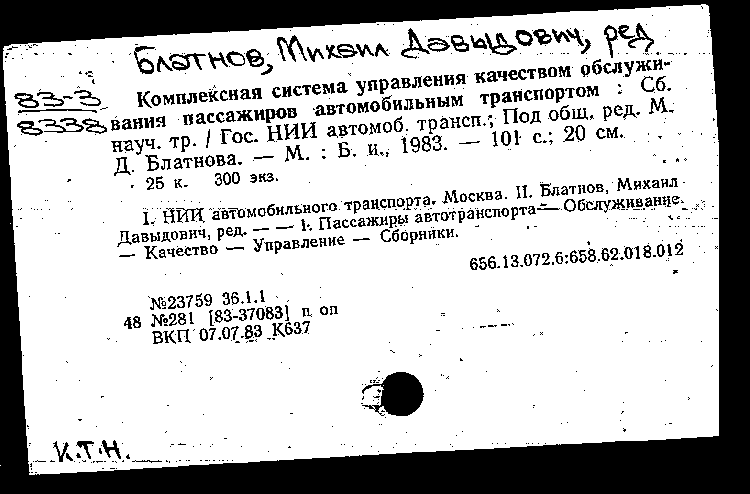 Блатнов, Михаил Давыдович, ред
83-3
8338
Комплексная система управления качеством обслужи-
вания пассажиров автомобильным транспортом : Сб.
науч. тр. / Гос. НИИ автомоб. трансп.; Под общ. ред. М.
Д. Блатнова. — М. : Б. и., 1983. — 101 с.; 20 см.
25 к. 300 экз.
I. НИИ автомобильного транспорта. Москва. II. Блатнов, Михаил
Давыдович, ред. — — 1. Пассажиры автотранспорта — Обслуживание
— Качество — Управление — Сборники.
656.13.072.6:658.62.018.012
№23759 36.1.1
48 №281 [83-37083] п оп
ВКП 07.07.83 К637
К.Т.Н.